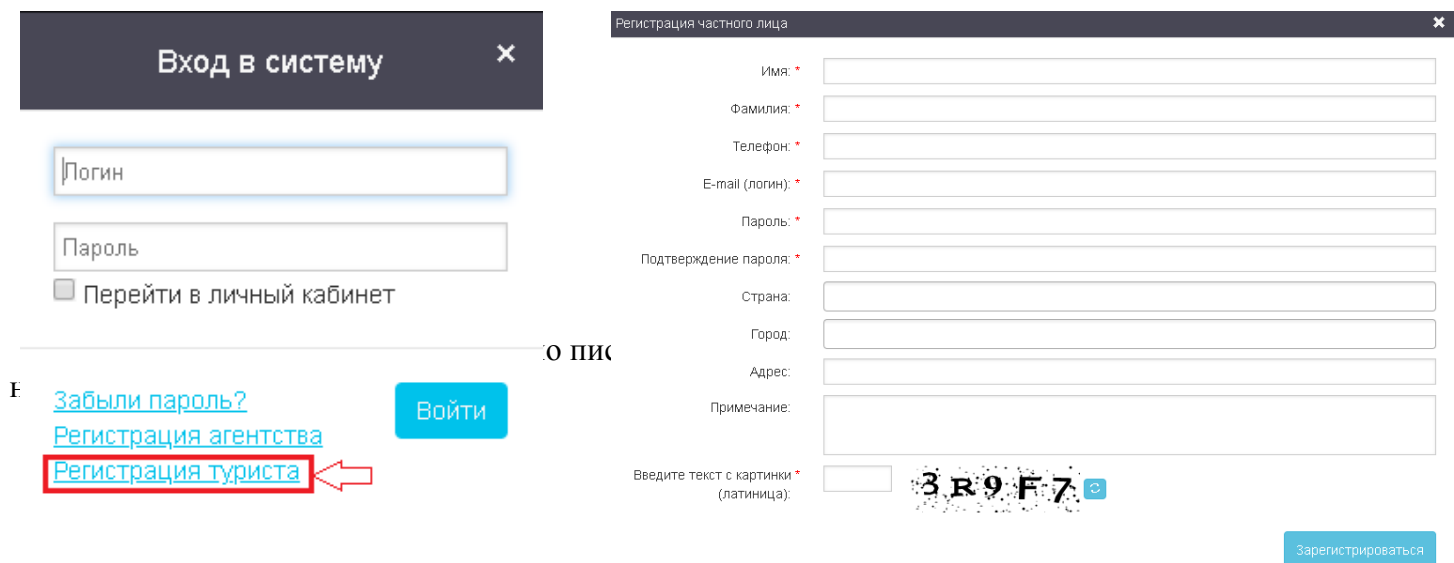 Вход в систему ×
Логин
Пароль
Перейти в личный кабинет
Забыли пароль?
Войти
Регистрация агентства
Регистрация туриста
Регистрация частного лица ×
Имя: *
Фамилия: *
Телефон: *
E-mail (логин): *
Пароль: *
Подтверждение пароля: *
Страна:
Город:
Адрес:
Примечание:
Введите текст с картинки *
(латиница):
3R9F7
Зарегистрироваться